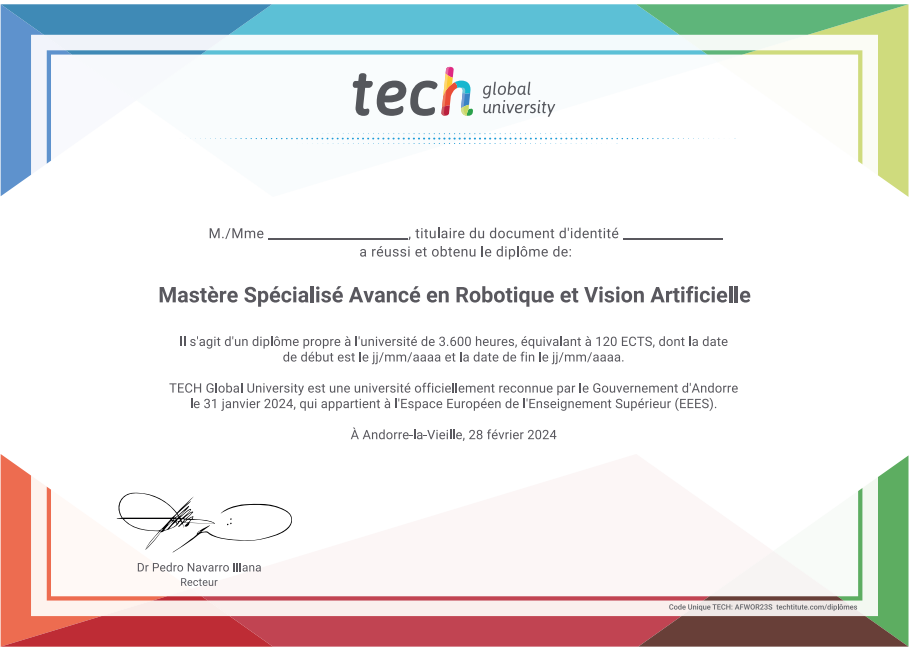 tech global university
M./Mme ____________________, titulaire du document d'identité ______________
a réussi et obtenu le diplôme de:
Mastère Spécialisé Avancé en Robotique et Vision Artificielle
Il s'agit d'un diplôme propre à l'université de 3.600 heures, équivalant à 120 ECTS, dont la date
de début est le jj/mm/aaaa et la date de fin le jj/mm/aaaa.
TECH Global University est une université officiellement reconnue par le Gouvernement d'Andorre
le 31 janvier 2024, qui appartient à l'Espace Européen de l'Enseignement Supérieur (EEES).
À Andorre-la-Vieille, 28 février 2024
Dr Pedro Navarro Illana
Recteur
Code Unique TECH: AFWOR23S techtitute.com/diplômes